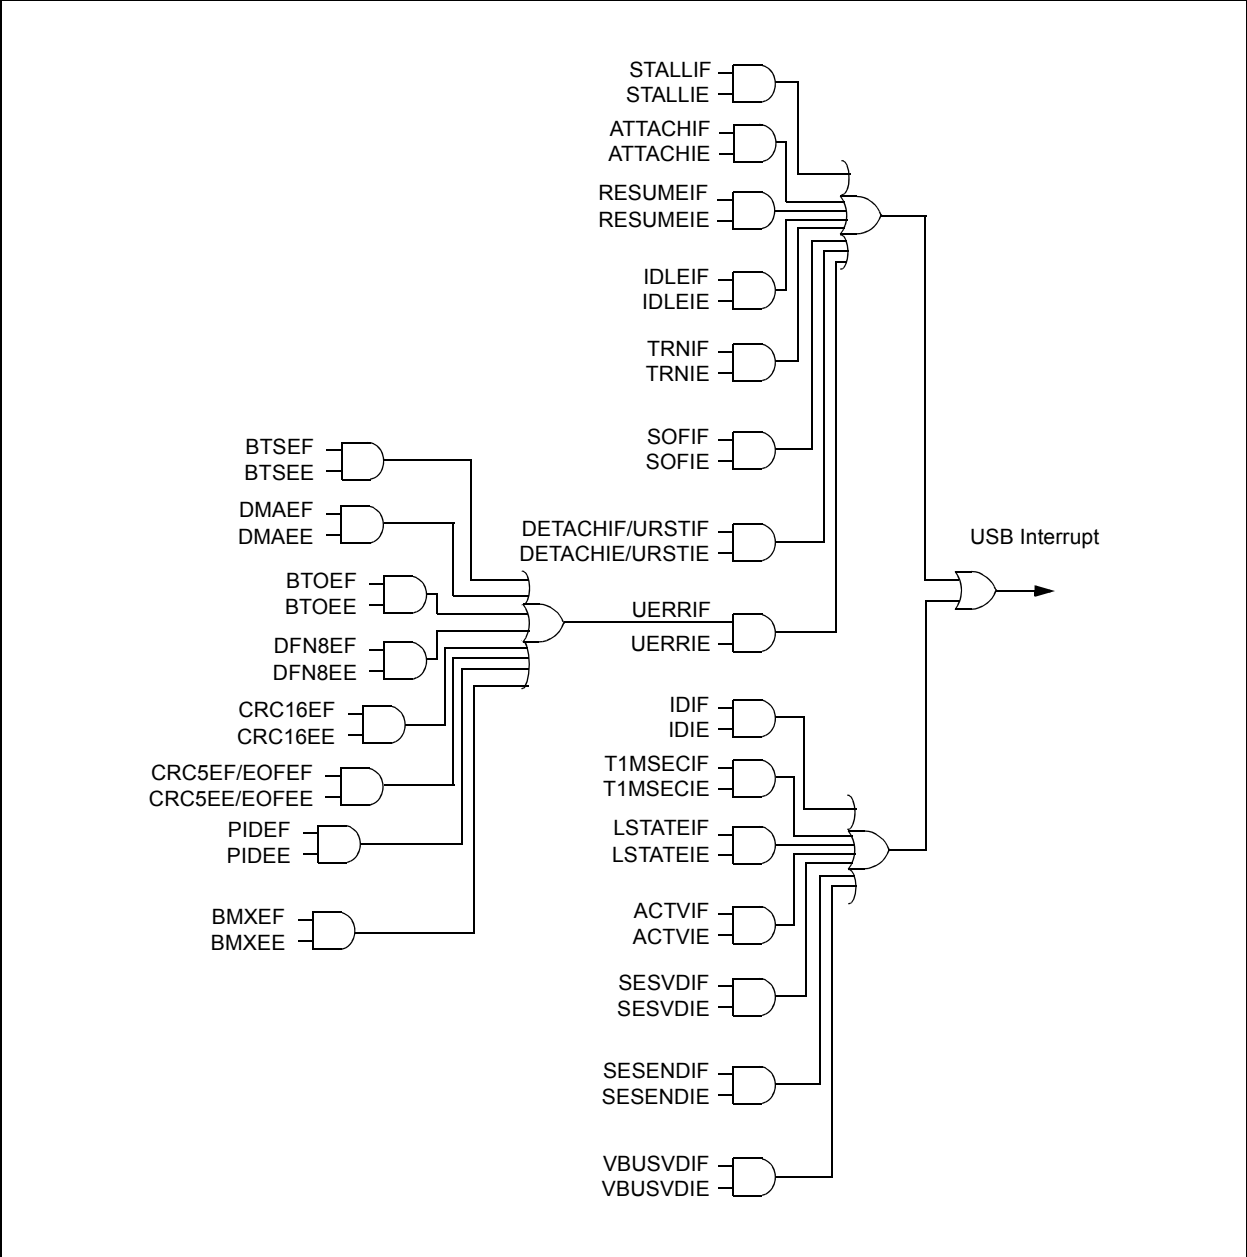 STALLIF
STALLIE
ATTACHIF
ATTACHIE
RESUMEIF
RESUMEIE
IDLEIF
IDLEIE
TRNIF
TRNIE
SOFIF
SOFIE
BTSEF
BTSEE
DMAEF
DMAEE
DETACHIF/URSTIF
DETACHIE/URSTIE
USB Interrupt
BTOEF
BTOEE
UERRIF
UERRIE
DFN8EF
DFN8EE
CRC16EF
CRC16EE
IDIF
IDIE
CRC5EF/EOFEF
CRC5EE/EOFEE
T1MSECIF
T1MSECIE
PIDEF
PIDEE
LSTATEIF
LSTATEIE
BMXEF
BMXEE
ACTVIF
ACTVIE
SESVDIF
SESVDIE
SESENDIF
SESENDIE
VBUSVDIF
VBUSVDIE